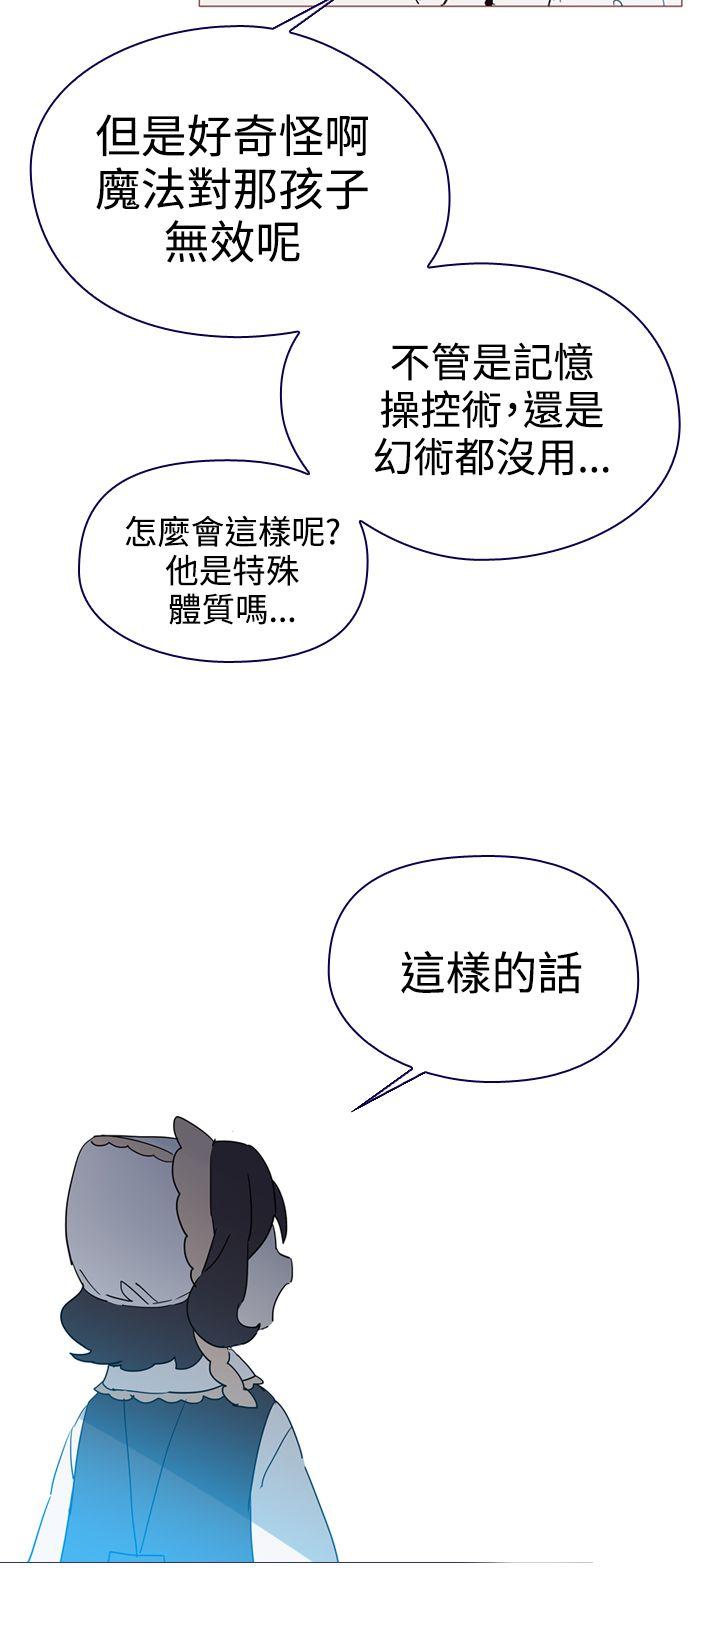 但是好奇怪啊
魔法對那孩子
無效呢
不管是記憶
操控術,還是
幻術都沒用...
怎麼會這樣呢?
他是特殊
體質嗎...
這樣的話